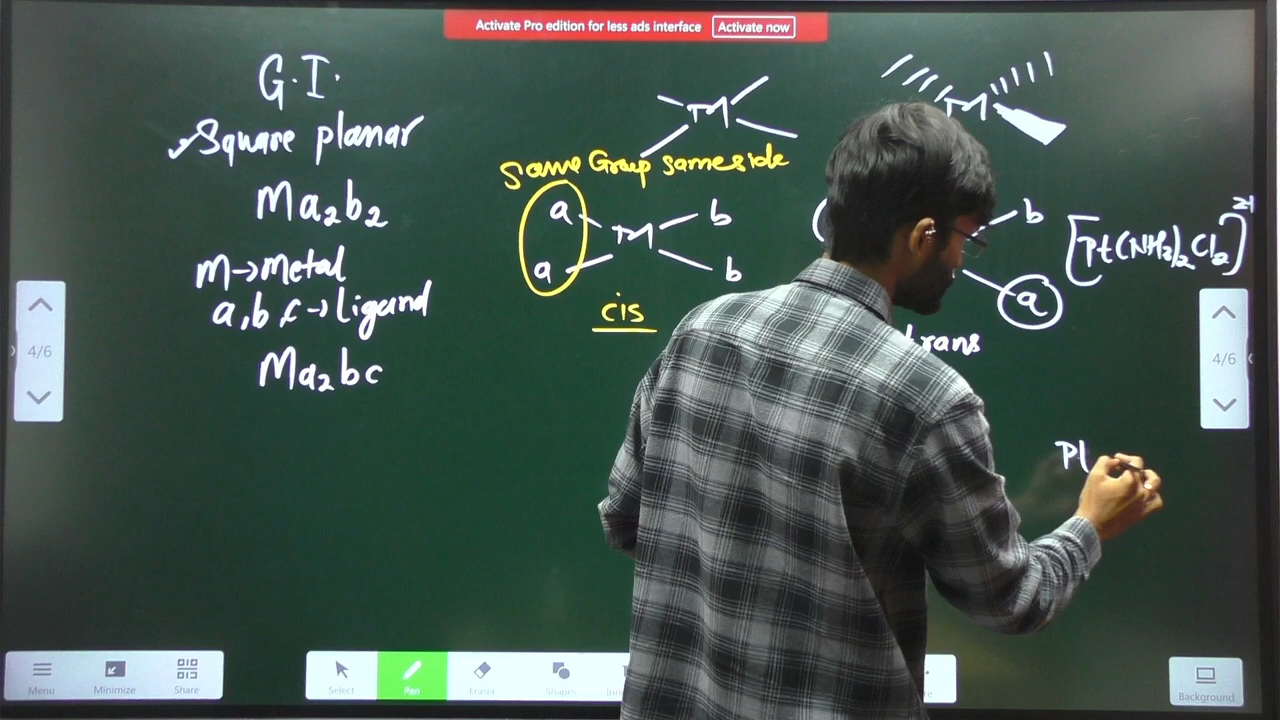 Activate Pro edition for less ads interface Activate now
G.I.
Square planar
Ma₂b₂
M→metal
a,b,c→Ligand
Ma₂bc
M
Same Group same side
a M b
a b
cis
M
b
a
trans
[Pt(NH₃)₂Cl₂]²⁺
Pl
4/6
4/6
Menu
Minimize
Share
Select
Pen
Eraser
Shapes
Background